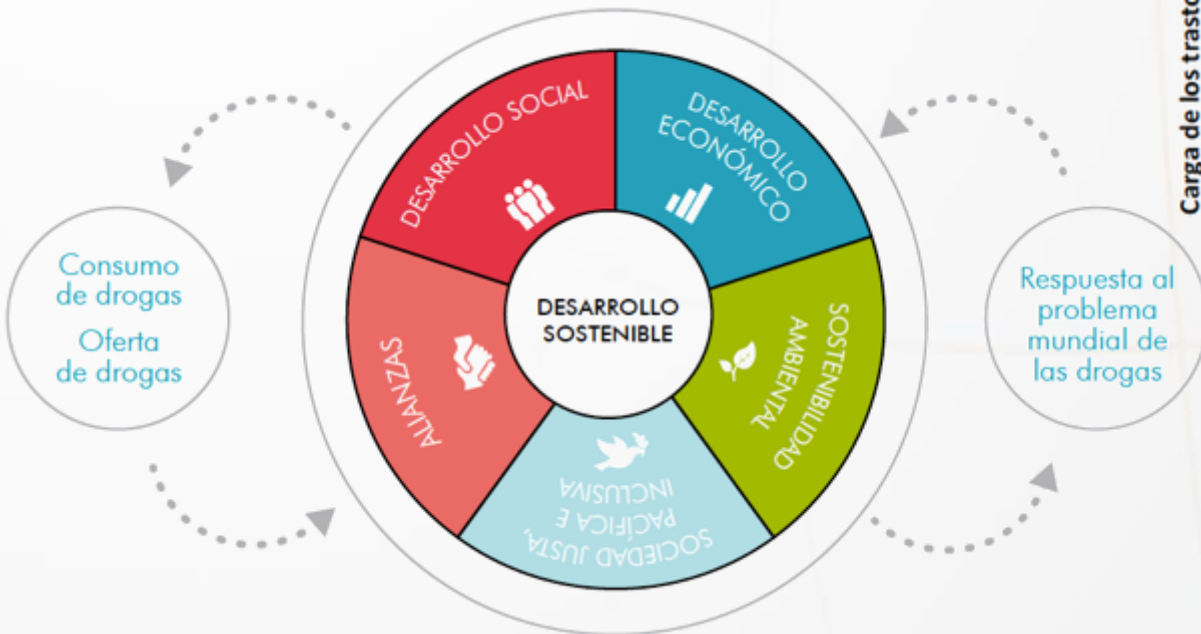 Carga de los
DESARROLLO SOCIAL
DESARROLLO
ECONÓMICO
SOSTENIBILIDAD
AMBIENTAL
SOCIEDAD JUSTA,
PACÍFICA E
INCLUSIVA
ALIANZAS
DESARROLLO
SOSTENIBLE
Consumo
de drogas
Oferta
de drogas
Respuesta al
problema
mundial de
las drogas